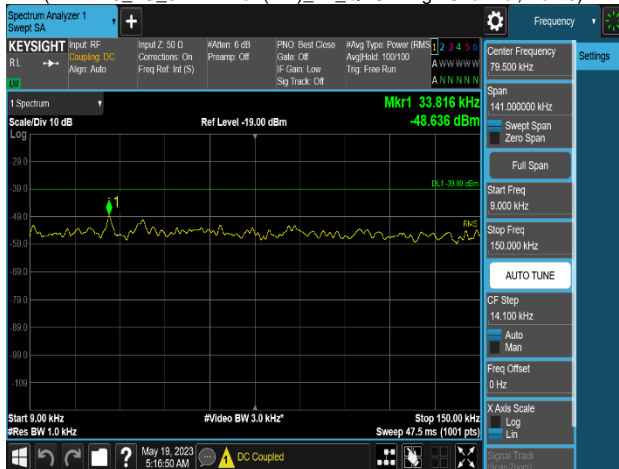 Spectrum Analyzer 1
Swept SA
+
Frequency
KEYSIGHT
RL
Input: RF
Coupling: DC
Align: Auto
Input Z: 50 Ω
Corrections: On
Freq Ref: Int (S)
#Atten: 6 dB
Preamp: Off
PNO: Best Close
Gate: Off
IF Gain: Low
Sig Track: Off
#Avg Type: Power (RMS
Avg|Hold: 100/100
Trig: Free Run
1 2 3 4 5 6
A W W W W W
A N N N N N
1 Spectrum
Mkr1 33.816 kHz
-48.636 dBm
Scale/Div 10 dB
Ref Level -19.00 dBm
Log
-29.0
-39.0
-49.0
-59.0
-69.0
-79.0
-89.0
-99.0
-109
DL1 -39.00 dBm
1
RMS
Start 9.00 kHz
#Res BW 1.0 kHz
#Video BW 3.0 kHz*
Stop 150.00 kHz
Sweep 47.5 ms (1001 pts)
Center Frequency
79.500 kHz
Settings
Span
141.000000 kHz
Swept Span
Zero Span
Full Span
Start Freq
9.000 kHz
Stop Freq
150.000 kHz
AUTO TUNE
CF Step
14.100 kHz
Auto
Man
Freq Offset
0 Hz
X Axis Scale
Log
Lin
Signal Track
(Span Zoom)
?
May 19, 2023
5:16:50 AM
DC Coupled